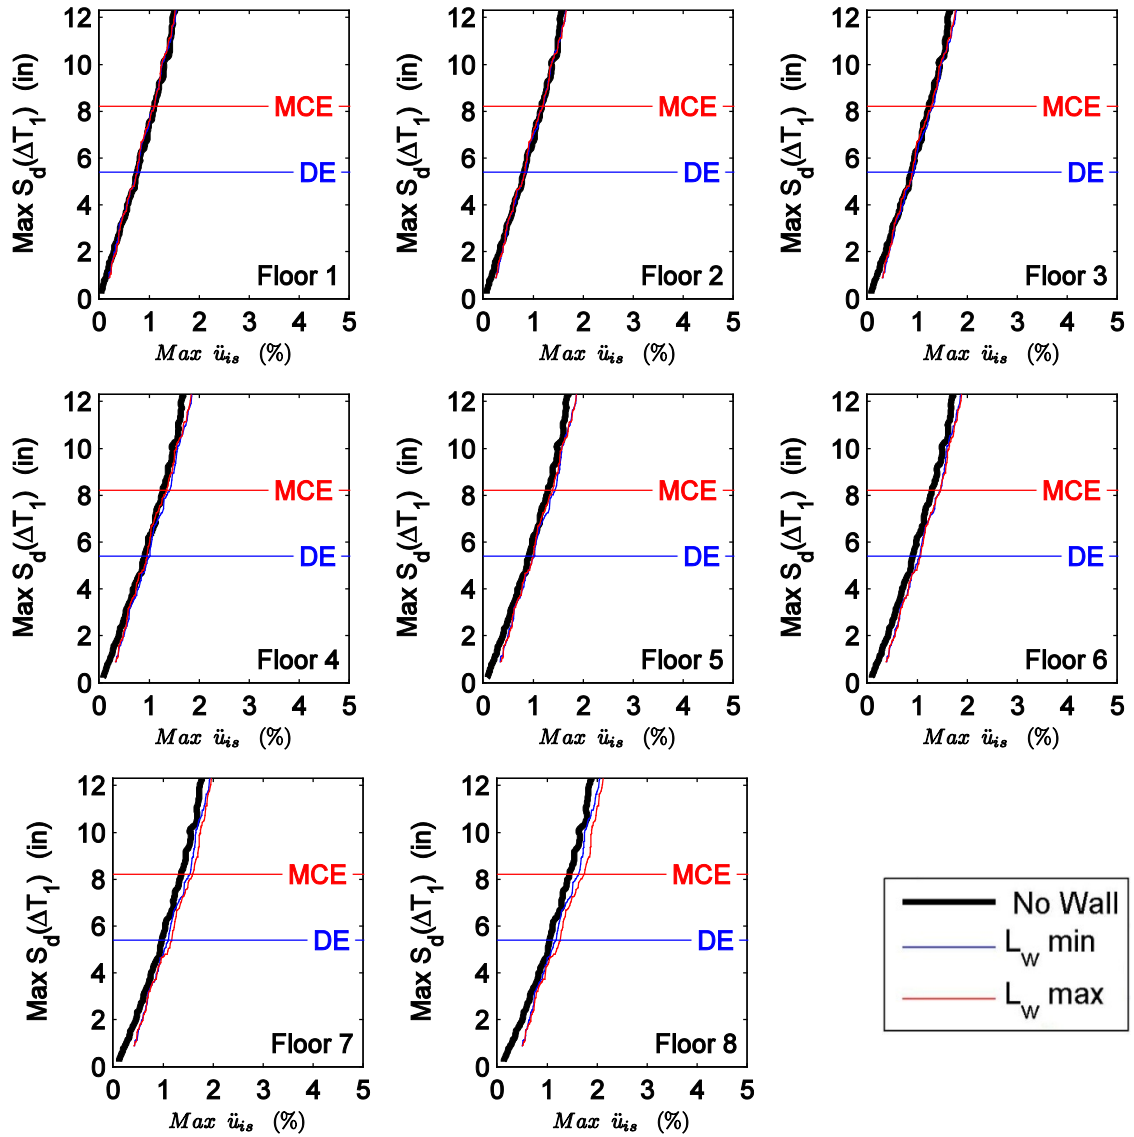 12
10
8
6
4
2
0
Max S_d(ΔT_1) (in)
MCE
DE
Floor 1
0 1 2 3 4 5
Max ü_is (%)
12
10
8
6
4
2
0
Max S_d(ΔT_1) (in)
MCE
DE
Floor 2
0 1 2 3 4 5
Max ü_is (%)
12
10
8
6
4
2
0
Max S_d(ΔT_1) (in)
MCE
DE
Floor 3
0 1 2 3 4 5
Max ü_is (%)
12
10
8
6
4
2
0
Max S_d(ΔT_1) (in)
MCE
DE
Floor 4
0 1 2 3 4 5
Max ü_is (%)
12
10
8
6
4
2
0
Max S_d(ΔT_1) (in)
MCE
DE
Floor 5
0 1 2 3 4 5
Max ü_is (%)
12
10
8
6
4
2
0
Max S_d(ΔT_1) (in)
MCE
DE
Floor 6
0 1 2 3 4 5
Max ü_is (%)
12
10
8
6
4
2
0
Max S_d(ΔT_1) (in)
MCE
DE
Floor 7
0 1 2 3 4 5
Max ü_is (%)
12
10
8
6
4
2
0
Max S_d(ΔT_1) (in)
MCE
DE
Floor 8
0 1 2 3 4 5
Max ü_is (%)
No Wall
L_w min
L_w max